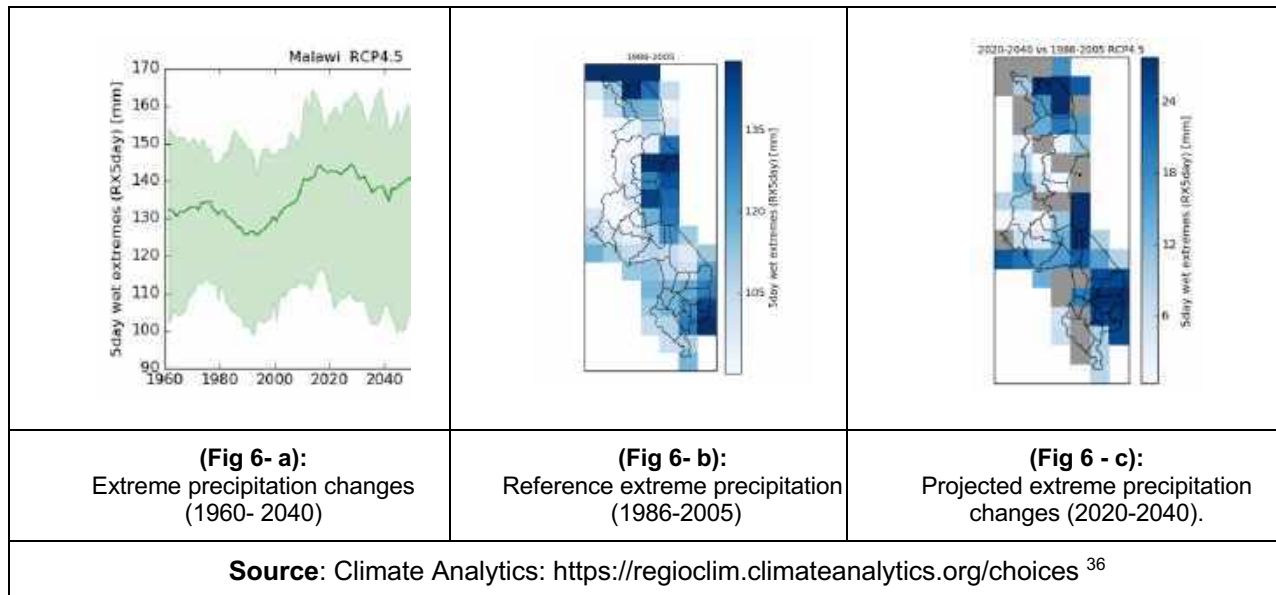 Malawi RCP4.5
5day wet extremes (RX5day) [mm]
170
160
150
140
130
120
110
100
90
1960 1980 2000 2020 2040
1986-2005
135
120
105
5day wet extremes (RX5day) [mm]
2020-2040 vs 1986-2005 RCP4.5
24
18
12
6
5day wet extremes (RX5day) [mm]
(Fig 6- a):
Extreme precipitation changes
(1960- 2040)
(Fig 6- b):
Reference extreme precipitation
(1986-2005)
(Fig 6 - c):
Projected extreme precipitation
changes (2020-2040).
Source: Climate Analytics: https://regioclim.climateanalytics.org/choices 36